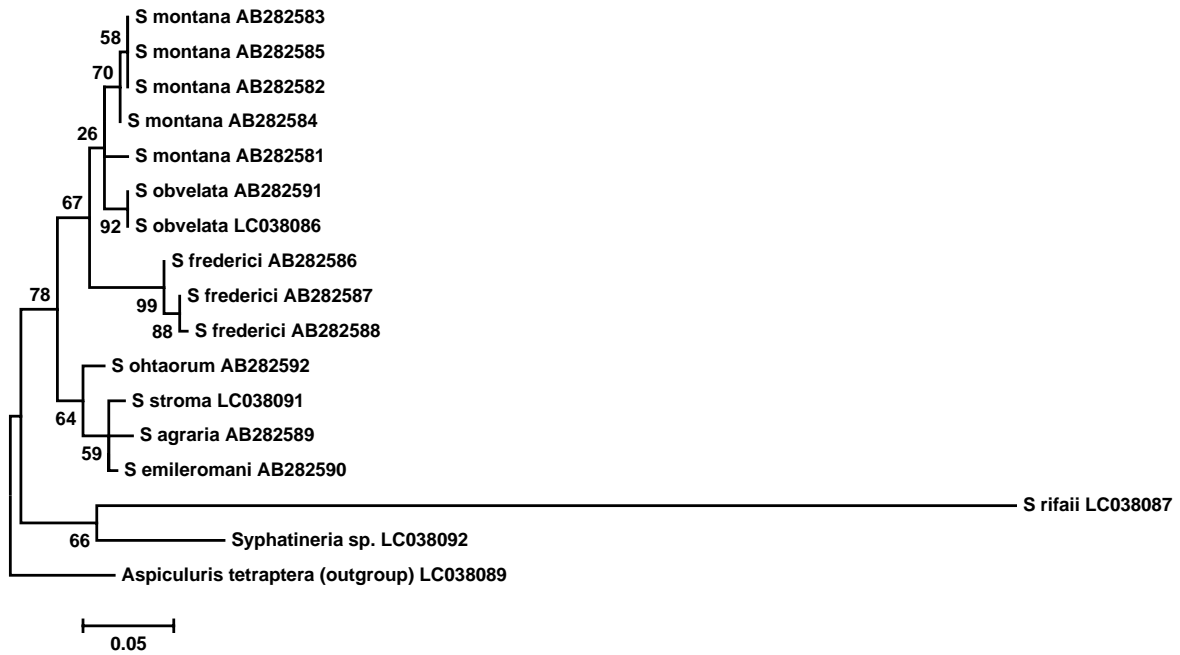 S montana AB282583
58
S montana AB282585
70
S montana AB282582
S montana AB282584
26
S montana AB282581
S obvelata AB282591
67
92
S obvelata LC038086
S frederici AB282586
78
99
S frederici AB282587
88
S frederici AB282588
S ohtaorum AB282592
S stroma LC038091
64
S agraria AB282589
59
S emileromani AB282590
S rifaii LC038087
66
Syphatineria sp. LC038092
Aspiculuris tetraptera (outgroup) LC038089
0.05